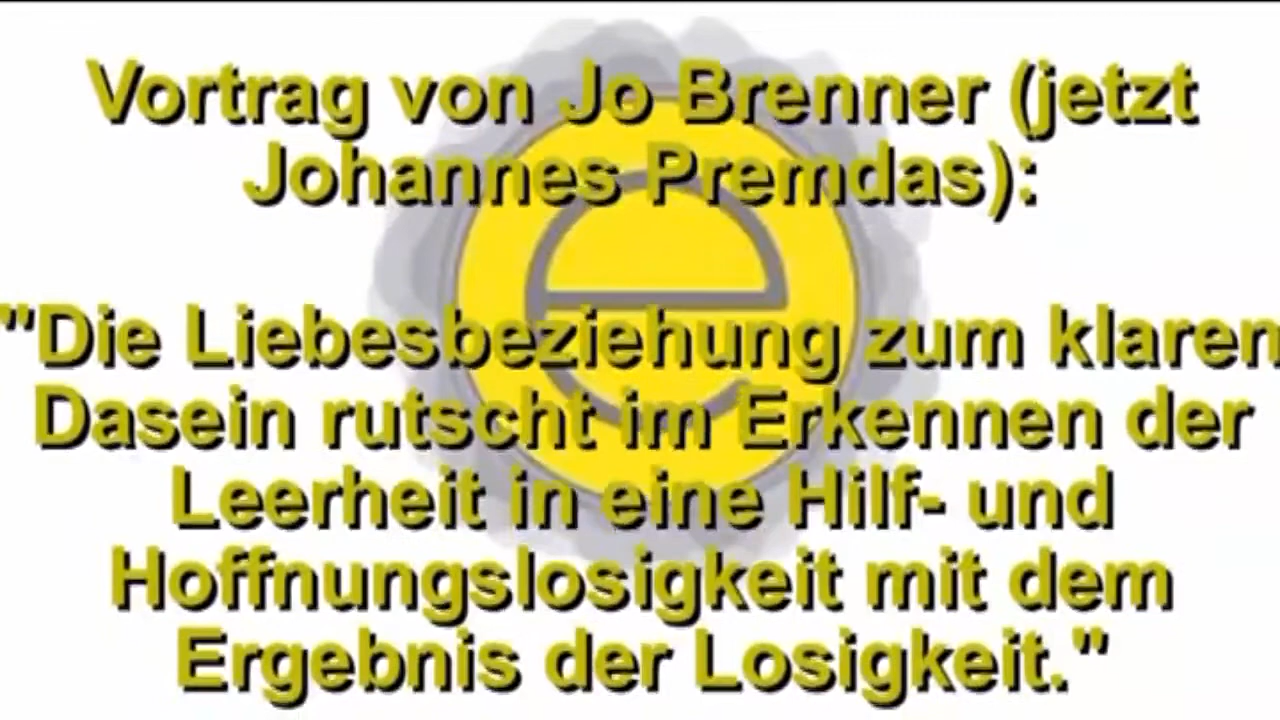 Vortrag von Jo Brenner (jetzt
Johannes Premdas):
"Die Liebesbeziehung zum klaren
Dasein rutscht im Erkennen der
Leerheit in eine Hilf- und
Hoffnungslosigkeit mit dem
Ergebnis der Losigkeit."
e